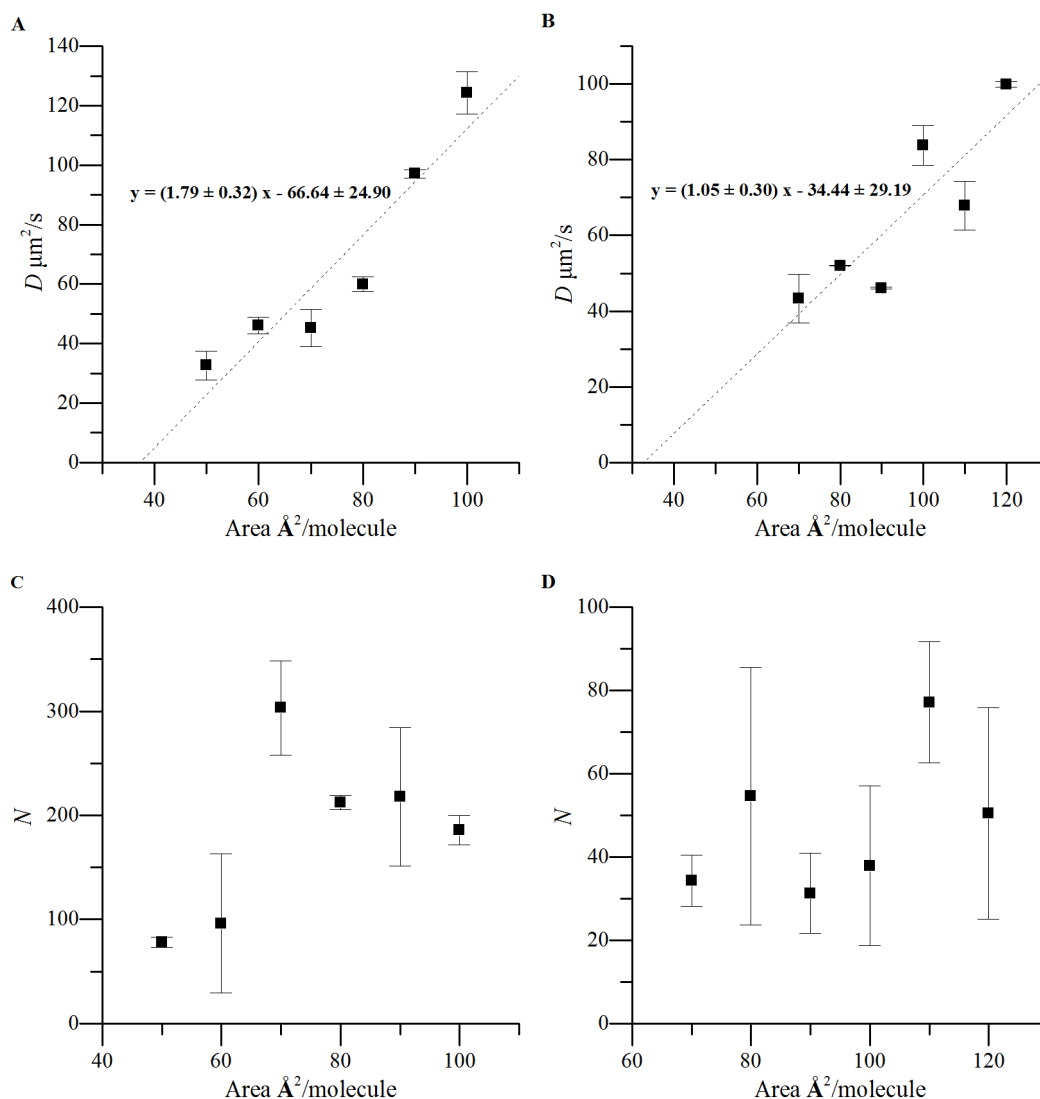 A
140
120
100
80
60
40
20
0
D µm²/s
y = (1.79 ± 0.32) x - 66.64 ± 24.90
40 60 80 100
Area Å²/molecule
B
100
80
60
40
20
0
D µm²/s
y = (1.05 ± 0.30) x - 34.44 ± 29.19
40 60 80 100 120
Area Å²/molecule
C
400
300
200
100
0
N
40 60 80 100
Area Å²/molecule
D
100
80
60
40
20
0
N
60 80 100 120
Area Å²/molecule